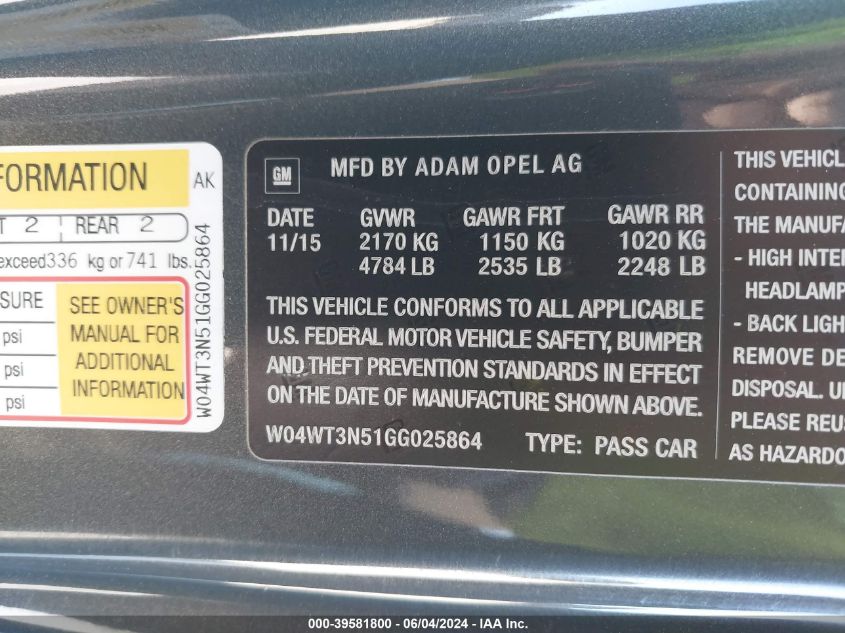 FORMATION
AK
T 2 REAR 2
exceed 336 kg or 741 lbs.
SURE
psi
psi
psi
SEE OWNER'S
MANUAL FOR
ADDITIONAL
INFORMATION
W04WT3N51GG025864
GM
MFD BY ADAM OPEL AG
DATE GVWR GAWR FRT GAWR RR
11/15 2170 KG 1150 KG 1020 KG
4784 LB 2535 LB 2248 LB
THIS VEHICLE CONFORMS TO ALL APPLICABLE
U.S. FEDERAL MOTOR VEHICLE SAFETY, BUMPER
AND THEFT PREVENTION STANDARDS IN EFFECT
ON THE DATE OF MANUFACTURE SHOWN ABOVE.
W04WT3N51GG025864 TYPE: PASS CAR
THIS VEHICL
CONTAINING
THE MANUFA
- HIGH INTE
HEADLAMP
- BACK LIGH
REMOVE DE
DISPOSAL. U
PLEASE REUS
AS HAZARDO
000-39581800 - 06/04/2024 - IAA Inc.